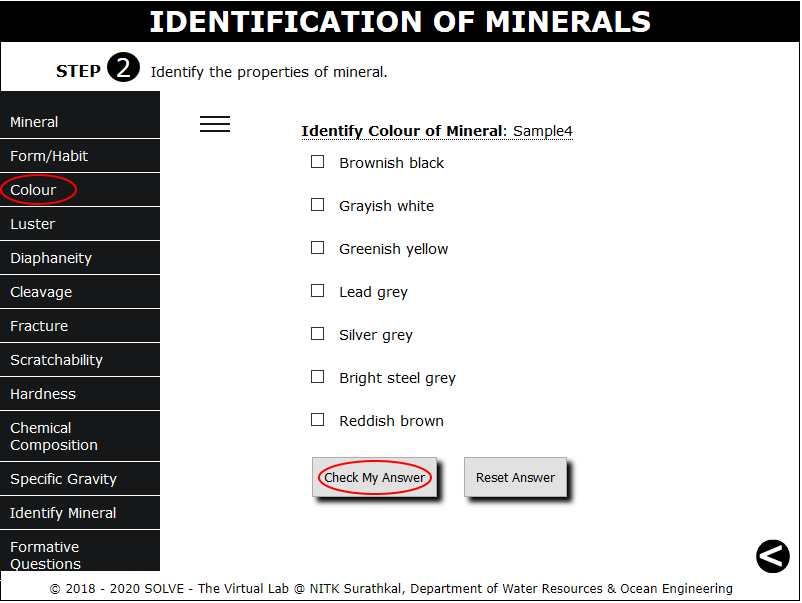 IDENTIFICATION OF MINERALS
STEP 2 Identify the properties of mineral.
Mineral
Form/Habit
Colour
Luster
Diaphaneity
Cleavage
Fracture
Scratchability
Hardness
Chemical
Composition
Specific Gravity
Identify Mineral
Formative
Questions
Identify Colour of Mineral: Sample4
Brownish black
Grayish white
Greenish yellow
Lead grey
Silver grey
Bright steel grey
Reddish brown
Check My Answer
Reset Answer
<
© 2018 - 2020 SOLVE - The Virtual Lab @ NITK Surathkal, Department of Water Resources & Ocean Engineering